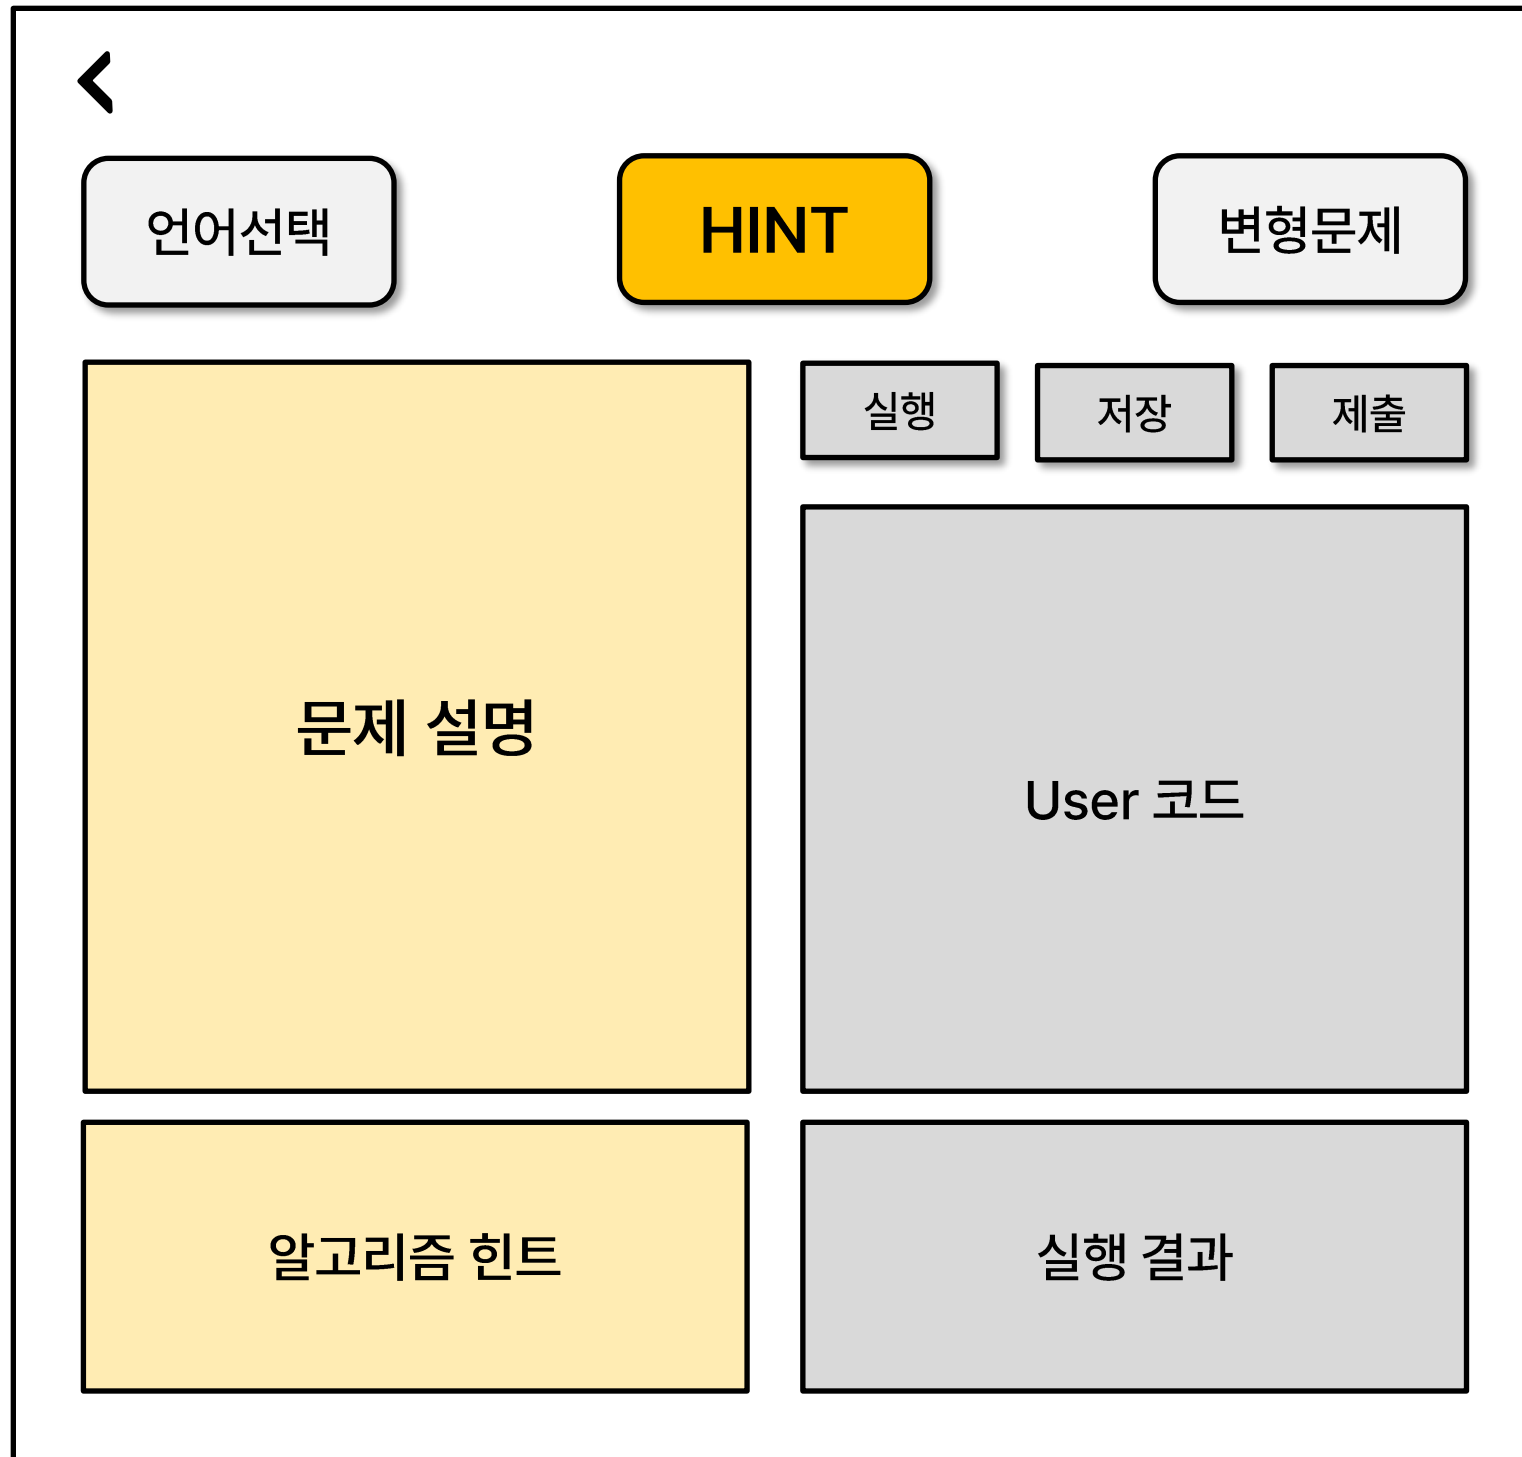 언어선택
HINT
변형문제
실행
저장
제출
문제 설명
User 코드
알고리즘 힌트
실행 결과